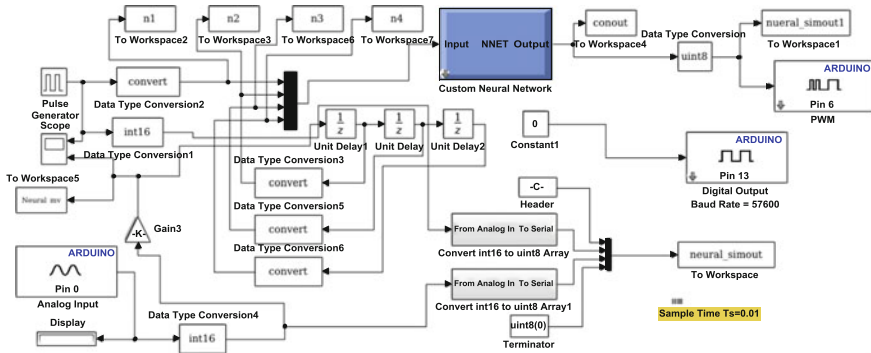 n1
n2
n3
n4
To Workspace2
To Workspace3
To Workspace6
To Workspace7
Input NNET Output
Custom Neural Network
conout
To Workspace4
Data Type Conversion
uint8
nueral_simout1
To Workspace1
ARDUINO
Pin 6
PWM
Pulse
Generator
Scope
convert
Data Type Conversion2
int16
Data Type Conversion1
1
z
Unit Delay1
1
z
Unit Delay
1
z
Unit Delay2
0
Constant1
ARDUINO
Pin 13
Digital Output
Baud Rate = 57600
To Workspace5
Neural mv
Data Type Conversion3
convert
Data Type Conversion5
convert
Data Type Conversion6
convert
-K-
Gain3
-C-
Header
From Analog In To Serial
Convert int16 to uint8 Array
From Analog In To Serial
Convert int16 to uint8 Array1
neural_simout
To Workspace
ARDUINO
Pin 0
Analog Input
Display
Data Type Conversion4
int16
uint8(0)
Terminator
Sample Time Ts=0.01